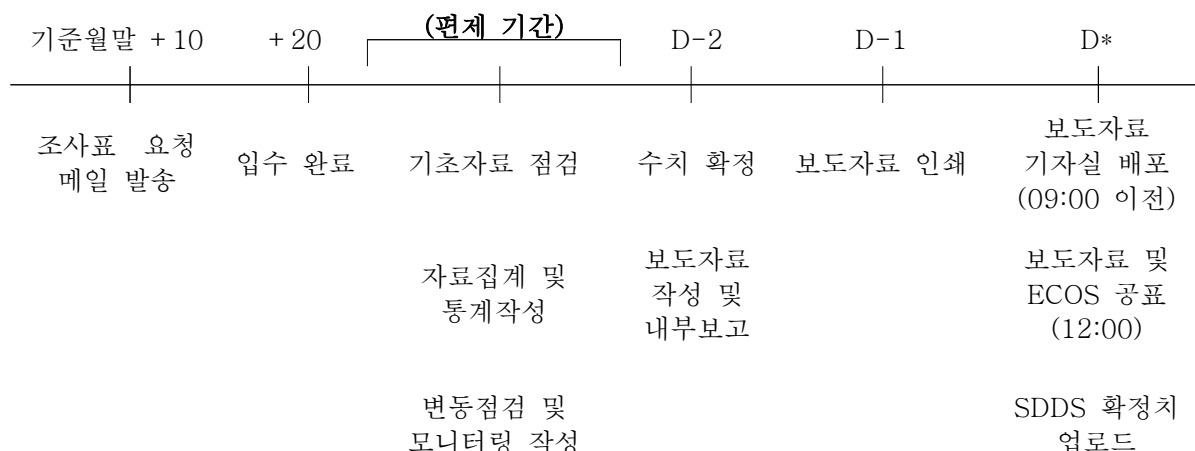 (편제 기간)
기준월말 +10 +20 D-2 D-1 D*
조사표 요청
메일 발송
입수 완료
기초자료 점검
수치 확정
보도자료 인쇄
보도자료
기자실 배포
(09:00 이전)
자료집계 및
통계작성
보도자료
작성 및
내부보고
보도자료 및
ECOS 공표
(12:00)
변동점검 및
모니터링 작성
SDDS 확정치
업로드